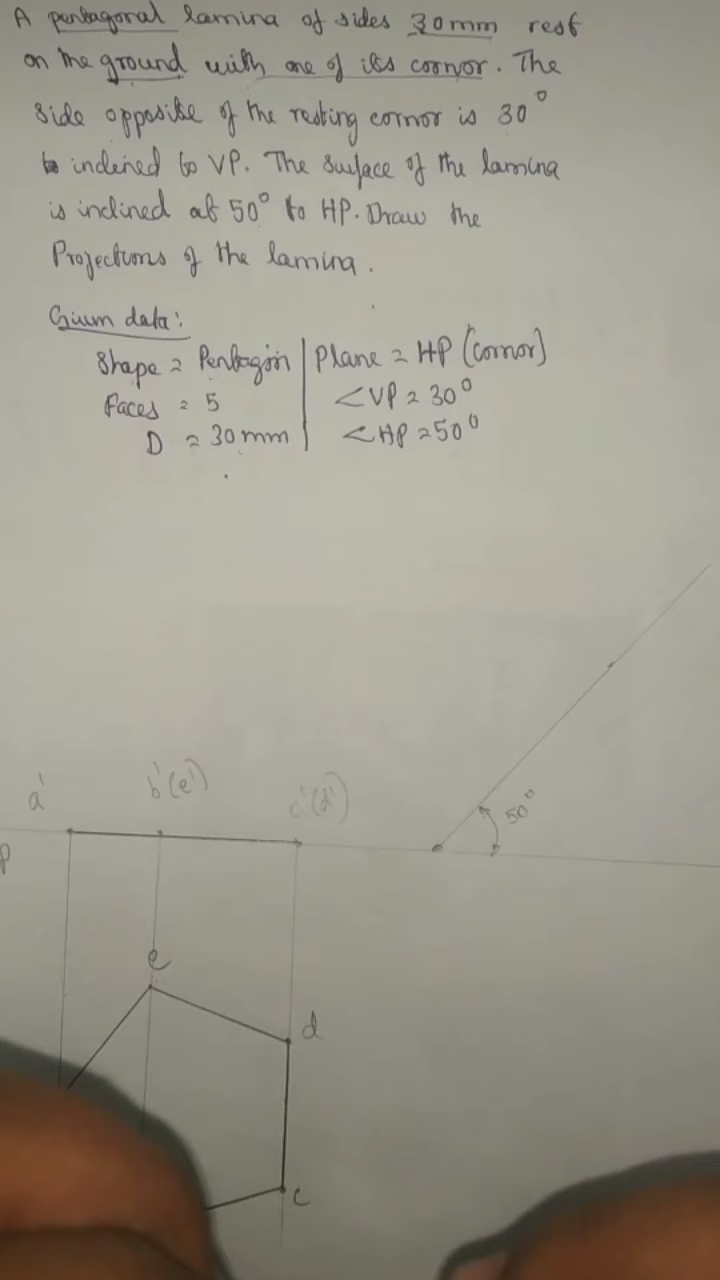 A pentagonal lamina of sides 30mm rest
on the ground with one of its cornor. The
Side opposite of the resting cornor is 30°
inclined to VP. The surface of the lamina
is inclined at 50° to HP. Draw the
Projections of the lamina.
Given data:
Shape = Pentagon | Plane = HP (cornor)
Faces = 5 | <VP = 30°
D = 30mm | <HP = 50°
a' b'(e') c'(d')
50°
P
e
d
c